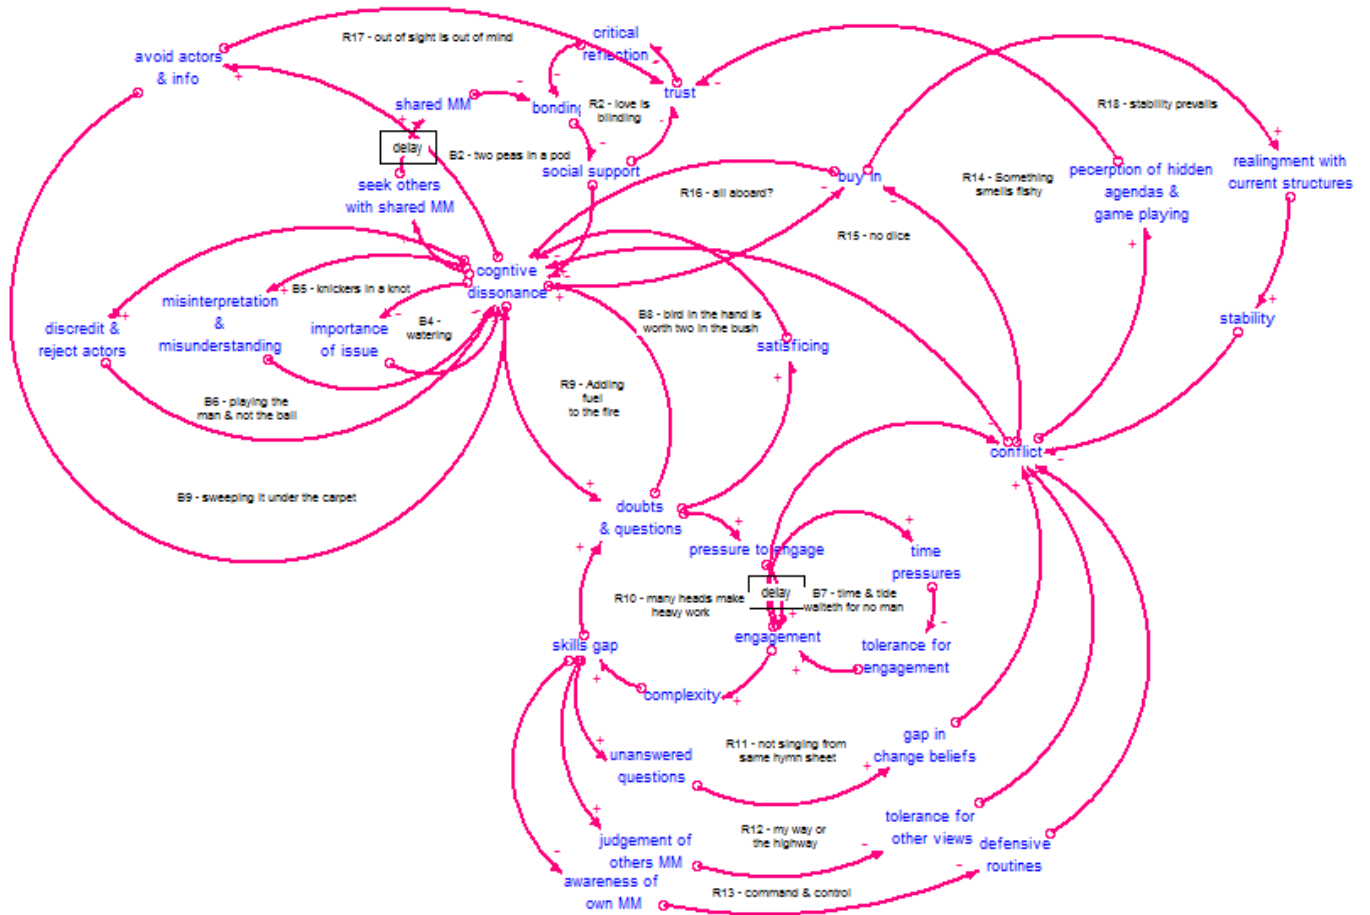 R17 - out of sight is out of mind
critical
reflection
avoid actors
& info
trust
shared MM
bonding
R2 - love is
blinding
R18 - stability prevails
delay
B2 - two peas in a pod
social support
seek others
with shared MM
R16 - all aboard?
buy in
R14 - Something
smells fishy
pecerption of hidden
agendas &
game playing
realingment with
current structures
R15 - no dice
cogntive
dissonance
B5 - knickers in a knot
misinterpretation
&
misunderstanding
discredit &
reject actors
importance
of issue
B4 -
watering
B8 - bird in the hand is
worth two in the bush
satisficing
stability
B6 - playing the
man & not the ball
R9 - Adding
fuel
to the fire
conflict
B9 - sweeping it under the carpet
doubts
& questions
pressure to engage
time
pressures
delay
R10 - many heads make
heavy work
B7 - time & tide
waiteth for no man
engagement
skills gap
tolerance for
engagement
complexity
gap in
change beliefs
R11 - not singing from
same hymn sheet
unanswered
questions
tolerance for
other views
R12 - my way or
the highway
defensive
routines
judgement of
others MM
awareness of
own MM
R13 - command & control